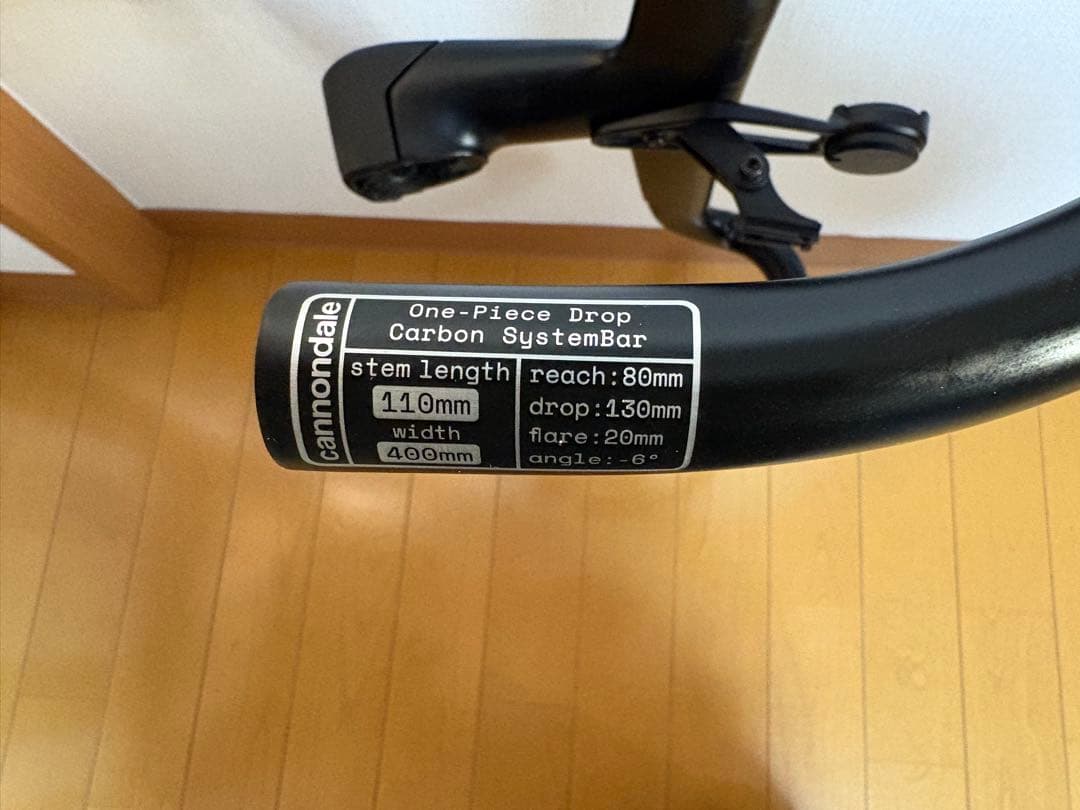 cannondale
One-Piece Drop
Carbon SystemBar
stem length
110mm
width
400mm
reach:80mm
drop:130mm
flare:20mm
angle:-6°